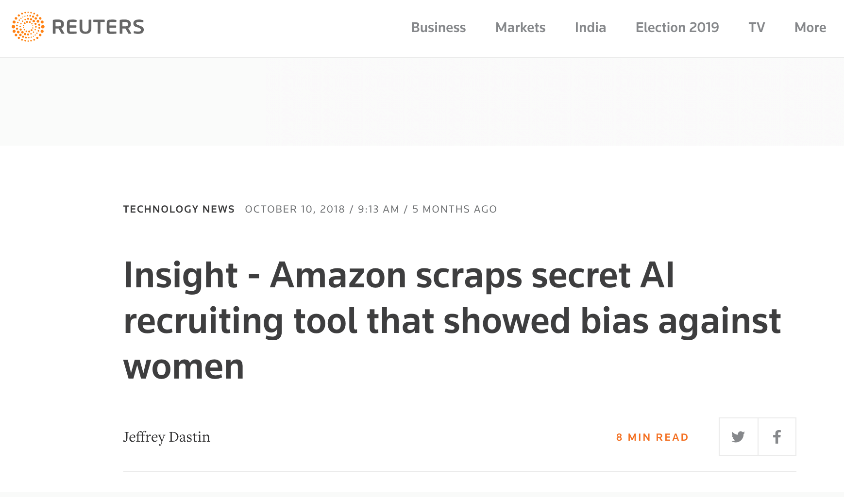 REUTERS Business Markets India Election 2019 TV More
TECHNOLOGY NEWS OCTOBER 10, 2018 / 9:13 AM / 5 MONTHS AGO
Insight - Amazon scraps secret AI
recruiting tool that showed bias against
women
Jeffrey Dastin 8 MIN READ